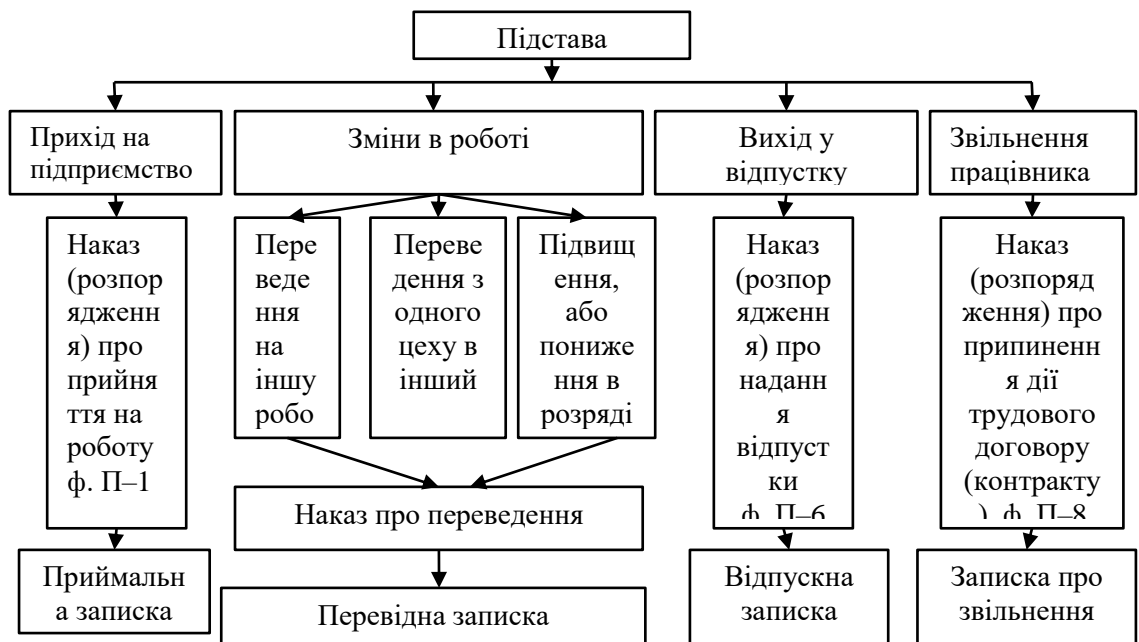 Підстава
Прихід на
підприємство
Зміни в роботі
Вихід у
відпустку
Звільнення
працівника
Наказ
(розпор
ядженн
я) про
прийня
ття на
роботу
ф. П–1
Пере
веде
ння
на
іншу
робо
Переве
дення з
одного
цеху в
інший
Підвищ
ення,
або
пониже
ння в
розряді
Наказ
(розпор
ядженн
я) про
наданн
я
відпуст
ки
ф. П–6
Наказ
(розпоряд
ження) про
припиненн
я дії
трудового
договору
(контракту
), ф. П–8
Наказ про переведення
Приймальн
а записка
Перевідна записка
Відпускна
записка
Записка про
звільнення